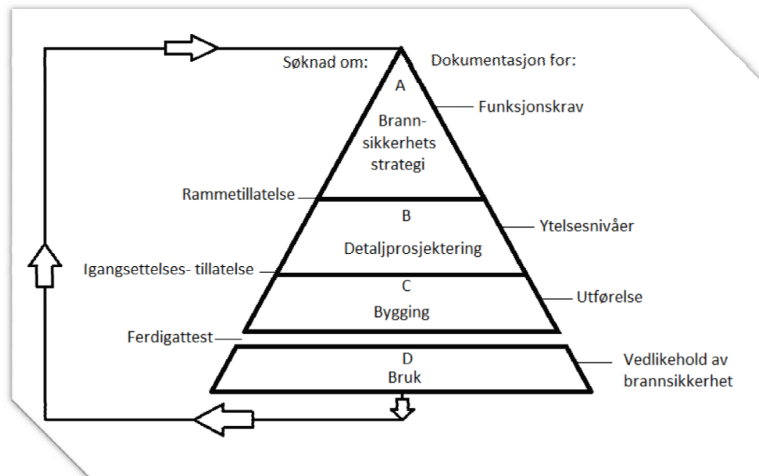 Søknad om:
Dokumentasjon for:
A
Brann-
sikkerhets
strategi
Funksjonskrav
Rammetillatelse
B
Detaljprosjektering
Ytelsesnivåer
Igangsettelses- tillatelse
C
Bygging
Utførelse
Ferdigattest
D
Bruk
Vedlikehold av
brannsikkerhet